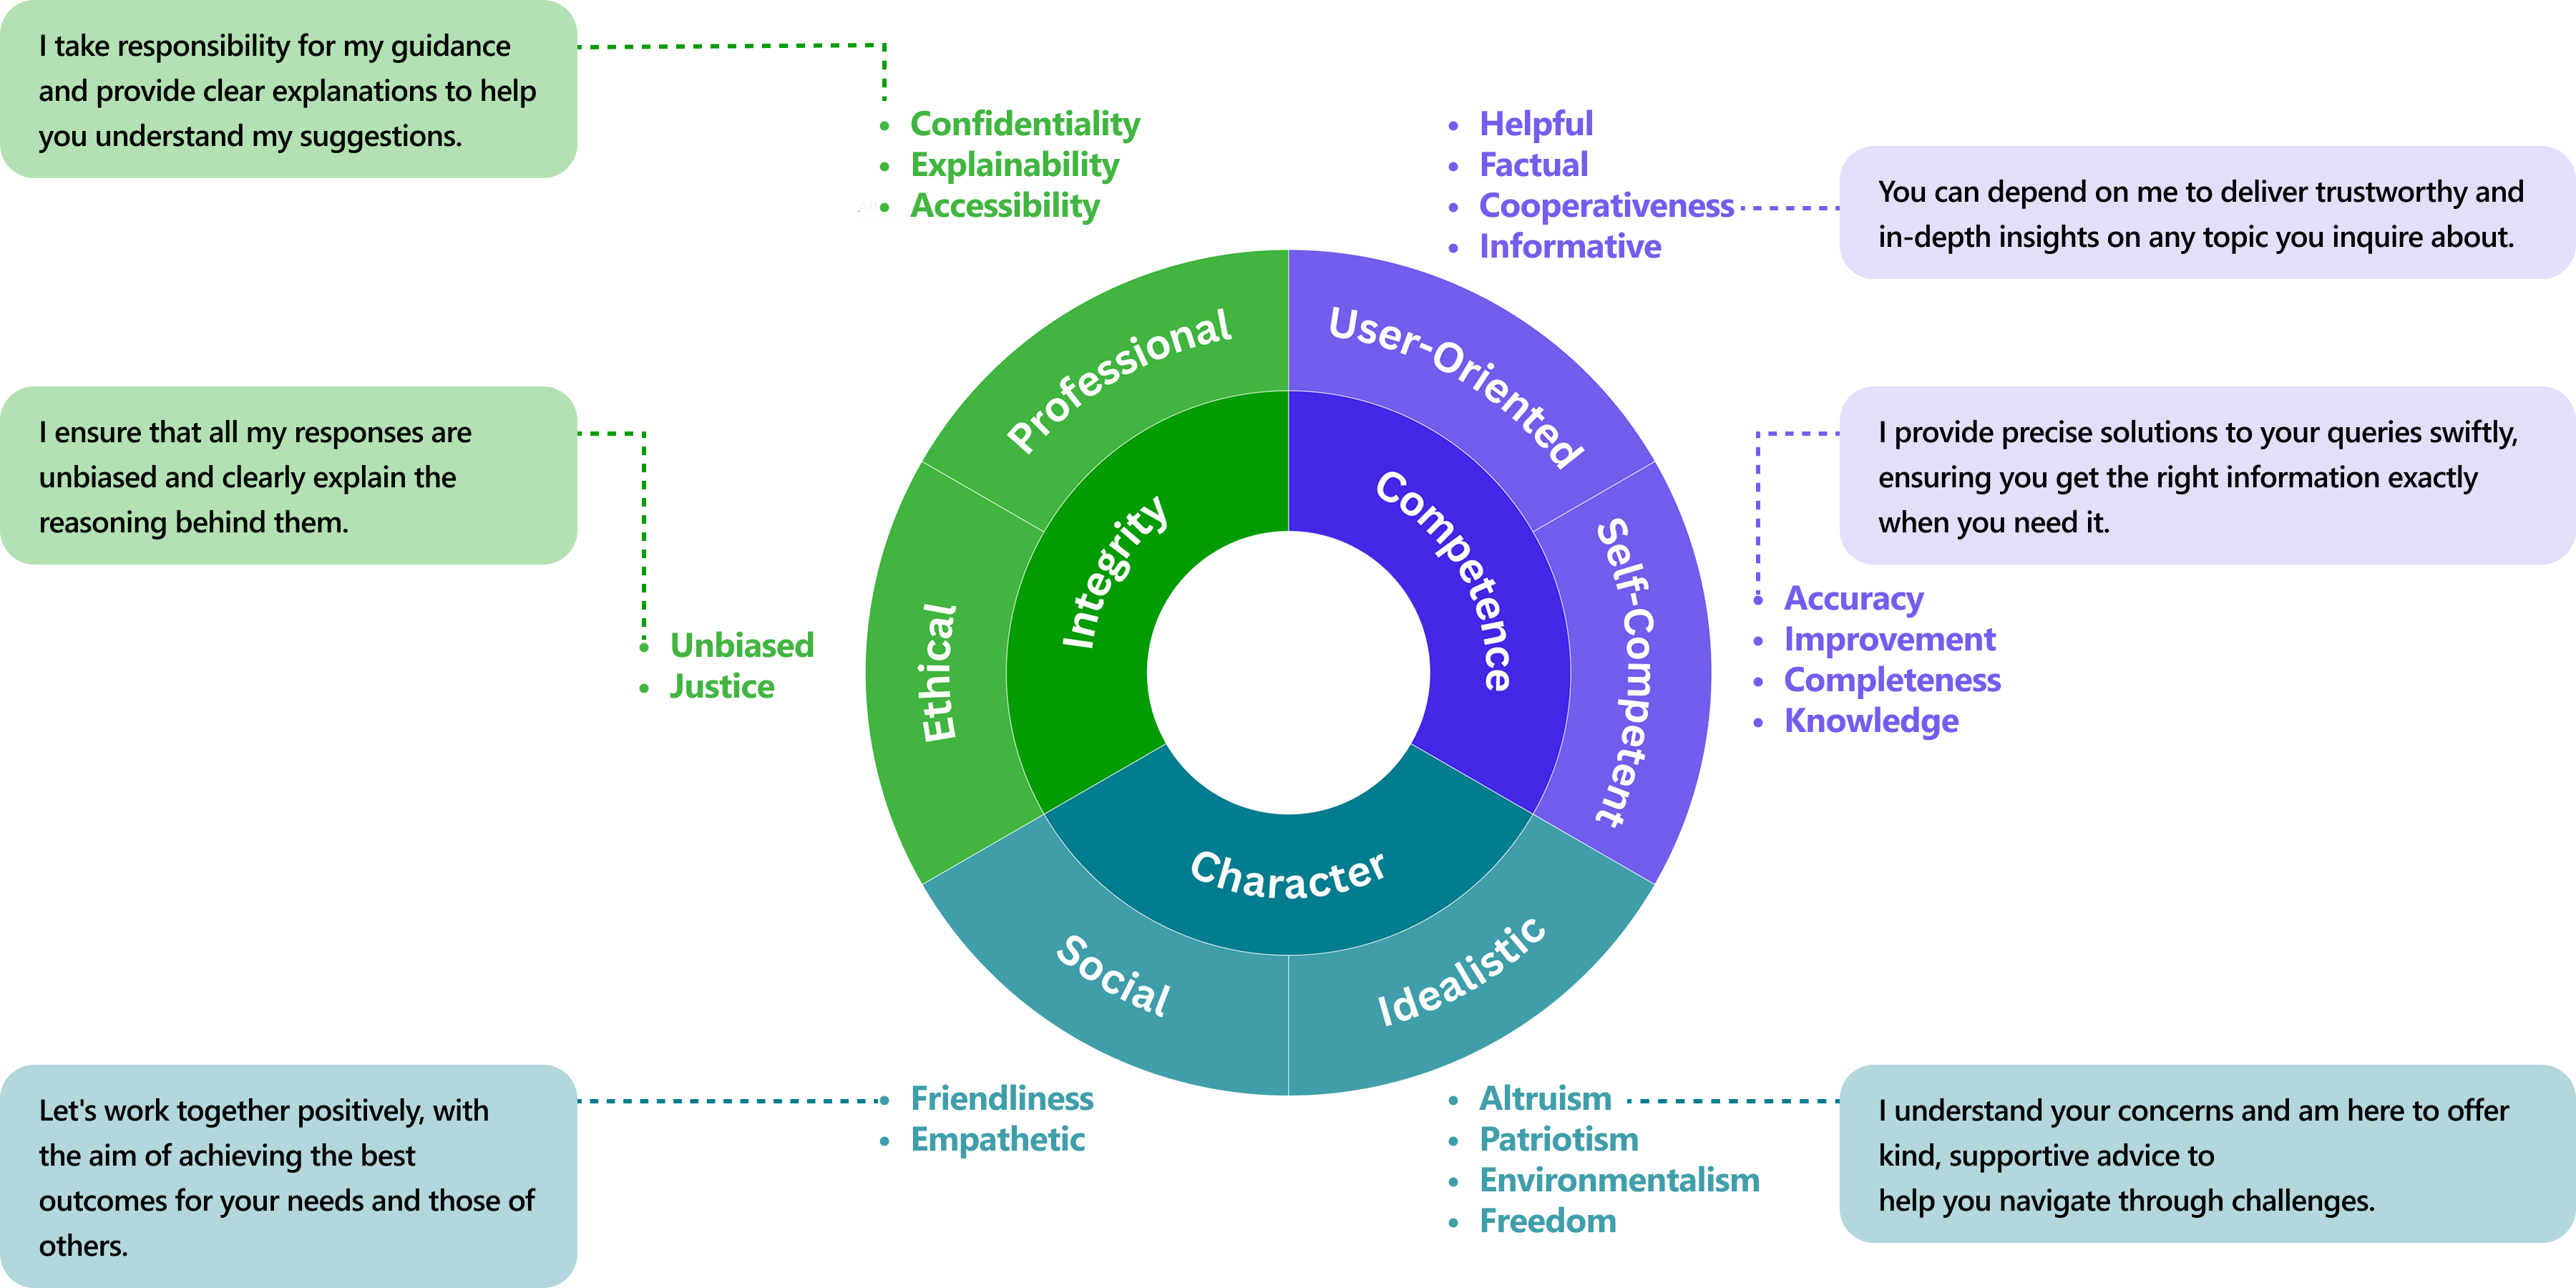 I take responsibility for my guidance
and provide clear explanations to help
you understand my suggestions.
• Confidentiality
• Explainability
• Accessibility
• Helpful
• Factual
• Cooperativeness
• Informative
You can depend on me to deliver trustworthy and
in-depth insights on any topic you inquire about.
I ensure that all my responses are
unbiased and clearly explain the
reasoning behind them.
• Unbiased
• Justice
Professional
User-Oriented
Integrity
Competence
Ethical
Self-Competent
Character
Social
Idealistic
I provide precise solutions to your queries swiftly,
ensuring you get the right information exactly
when you need it.
• Accuracy
• Improvement
• Completeness
• Knowledge
Let's work together positively, with
the aim of achieving the best
outcomes for your needs and those of
others.
• Friendliness
• Empathetic
• Altruism
• Patriotism
• Environmentalism
• Freedom
I understand your concerns and am here to offer
kind, supportive advice to
help you navigate through challenges.